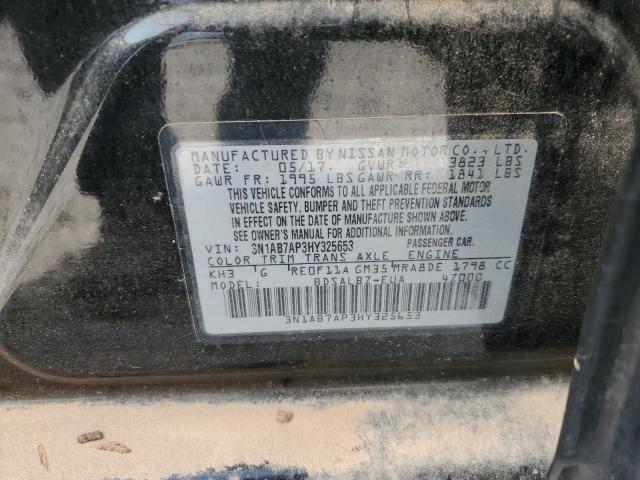 MANUFACTURED BY NISSAN MOTOR CO., LTD.
DATE: 05/17. GVWR: 3823 LBS
GAWR FR: 1995 LBS GAWR RR: 1841 LBS
THIS VEHICLE CONFORMS TO ALL APPLICABLE FEDERAL MOTOR
VEHICLE SAFETY, BUMPER AND THEFT PREVENTION STANDARDS
IN EFFECT ON THE DATE OF MANUFACTURE SHOWN ABOVE.
SEE OWNER'S MANUAL FOR ADDITIONAL INFORMATION
VIN: 3N1AB7AP3HY325653 PASSENGER CAR.
COLOR TRIM TRANS AXLE ENGINE
KH3 G RE0F11A GM35 MRA8DE 1798 CC
MODEL: BDSALBZ-EUA 47000
3N1AB7AP3HY325653